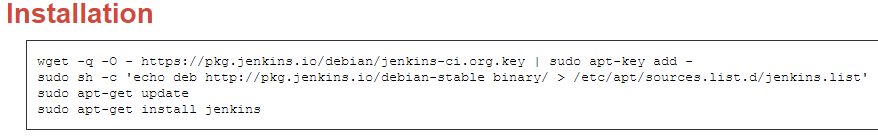 Installation
wget -q -O - https://pkg.jenkins.io/debian/jenkins-ci.org.key | sudo apt-key add -
sudo sh -c 'echo deb http://pkg.jenkins.io/debian-stable binary/ > /etc/apt/sources.list.d/jenkins.list'
sudo apt-get update
sudo apt-get install jenkins